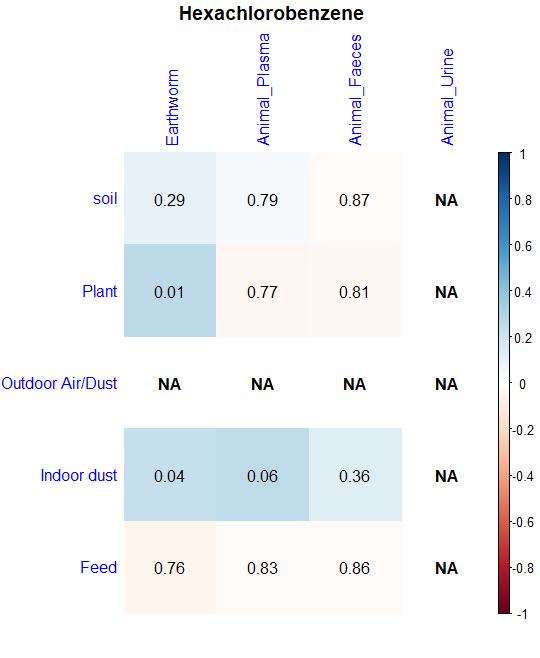 Hexachlorobenzene
Earthworm
Animal_Plasma
Animal_Faeces
Animal_Urine
soil 0.29 0.79 0.87 NA
Plant 0.01 0.77 0.81 NA
Outdoor Air/Dust NA NA NA NA
Indoor dust 0.04 0.06 0.36 NA
Feed 0.76 0.83 0.86 NA
1
0.8
0.6
0.4
0.2
0
-0.2
-0.4
-0.6
-0.8
-1